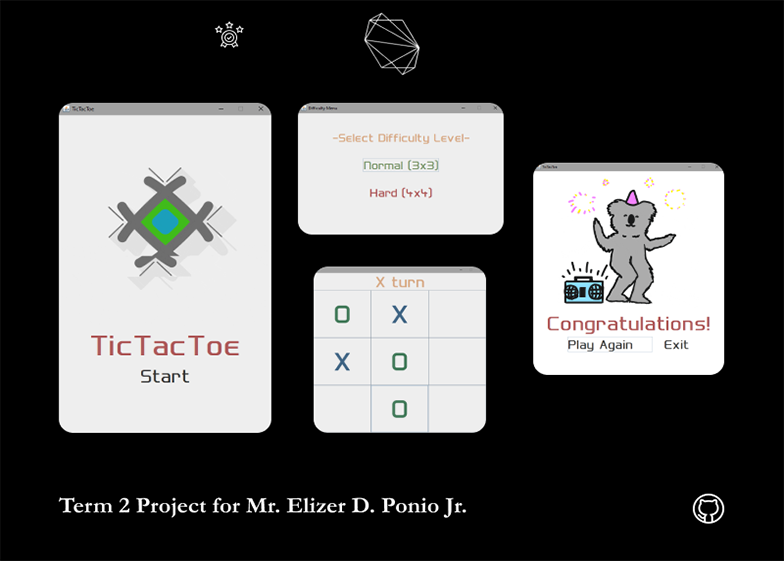 TicTacToe
TicTacToe
Start
Difficulty Menu
-Select Difficulty Level-
Normal (3x3)
Hard (4x4)
X turn
O X
X O
O
TicTacToe
Congratulations!
Play Again Exit
Term 2 Project for Mr. Elizer D. Ponio Jr.